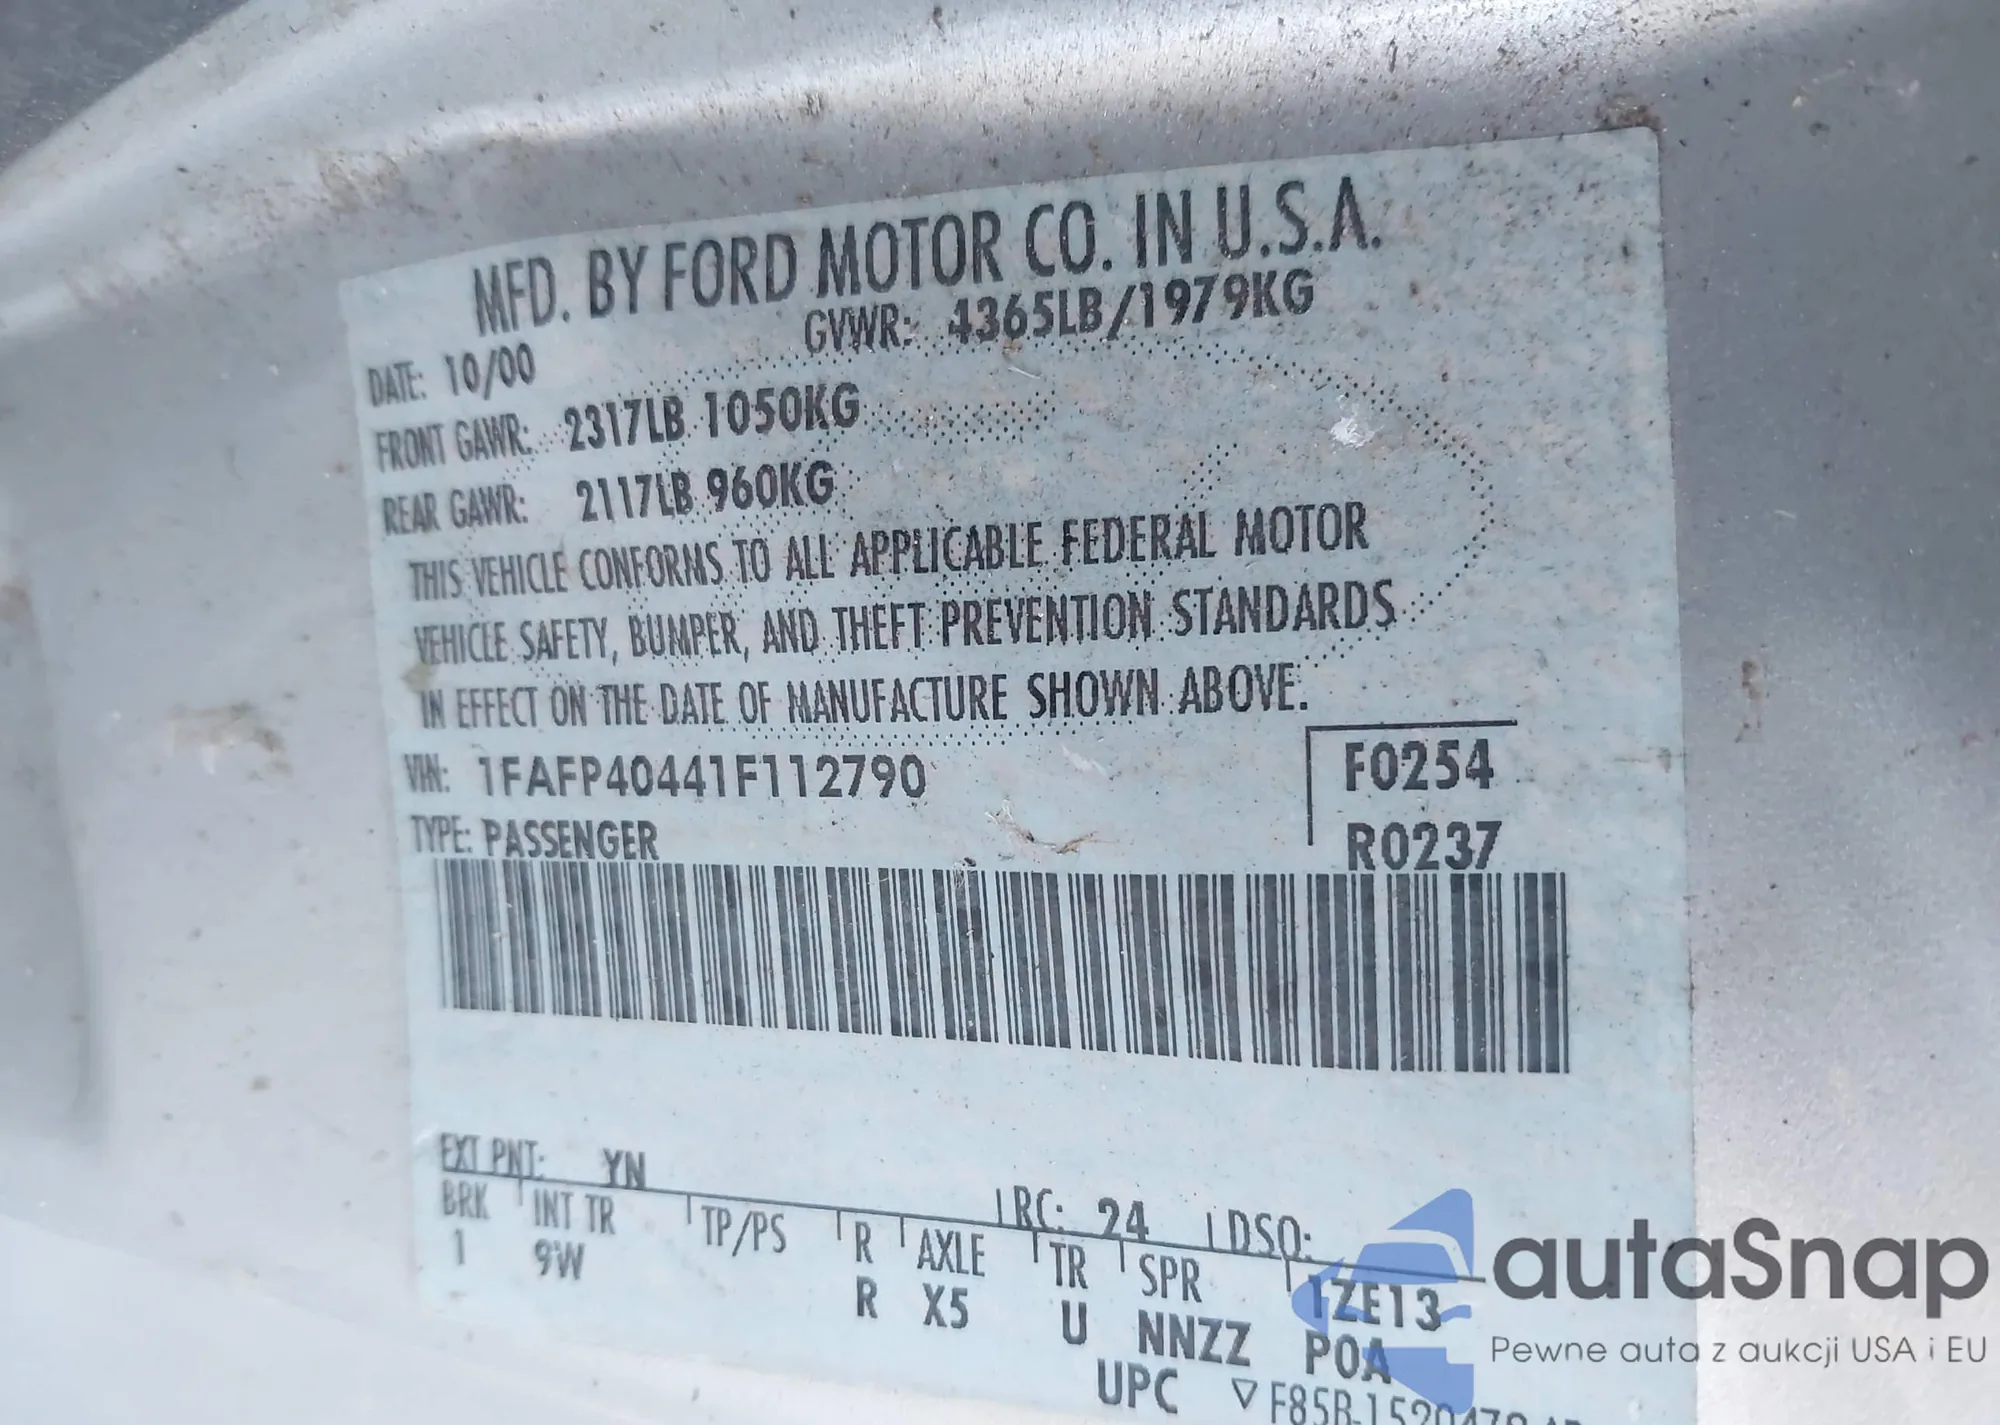 MFD. BY FORD MOTOR CO. IN U.S.A.
GVWR: 4365LB/1979KG
DATE: 10/00
FRONT GAWR: 2317LB 1050KG
REAR GAWR: 2117LB 960KG
THIS VEHICLE CONFORMS TO ALL APPLICABLE FEDERAL MOTOR
VEHICLE SAFETY, BUMPER, AND THEFT PREVENTION STANDARDS
IN EFFECT ON THE DATE OF MANUFACTURE SHOWN ABOVE.
VIN: 1FAFP40441F112790
F0254
TYPE: PASSENGER
R0237
EXT PNT: YN
RC: 24 DSO:
BRK INT TR TP/PS R AXLE TR SPR
1 9W R X5 U NNZZ
UPC
autaSnap
Pewne auta z aukcji USA i EU